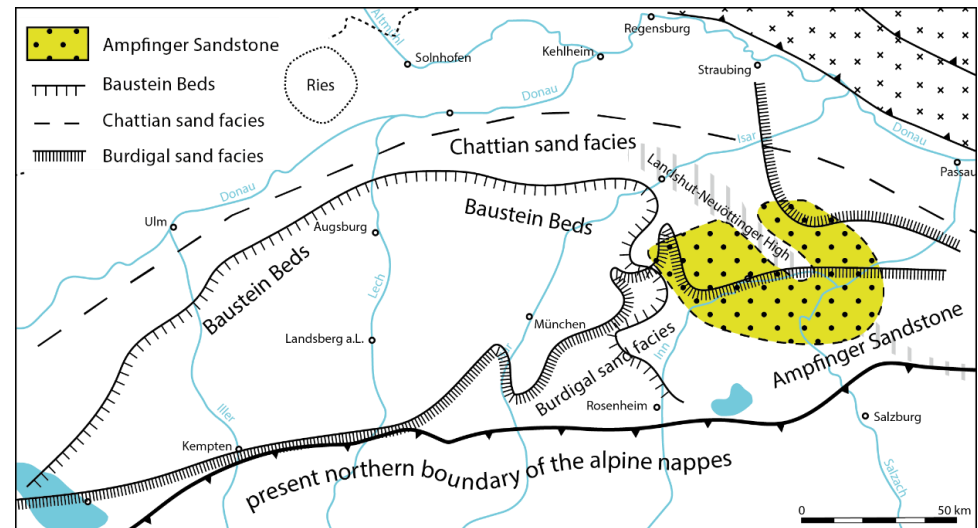 Ampfinger Sandstone
Baustein Beds
Chattian sand facies
Burdigal sand facies
Altmühl
Solnhofen
Kehlheim
Regensburg
Straubing
Ries
Donau
Donau
Isar
Passau
Chattian sand facies
Landshut-Neuöttinger High
Donau
Ulm
Augsburg
Baustein Beds
Baustein Beds
Lech
München
Landsberg a.L.
Burdigal sand facies
Inn
Ampfinger Sandstone
Iller
Rosenheim
Salzburg
Kempten
present northern boundary of the alpine nappes
Salzach
0
50 km